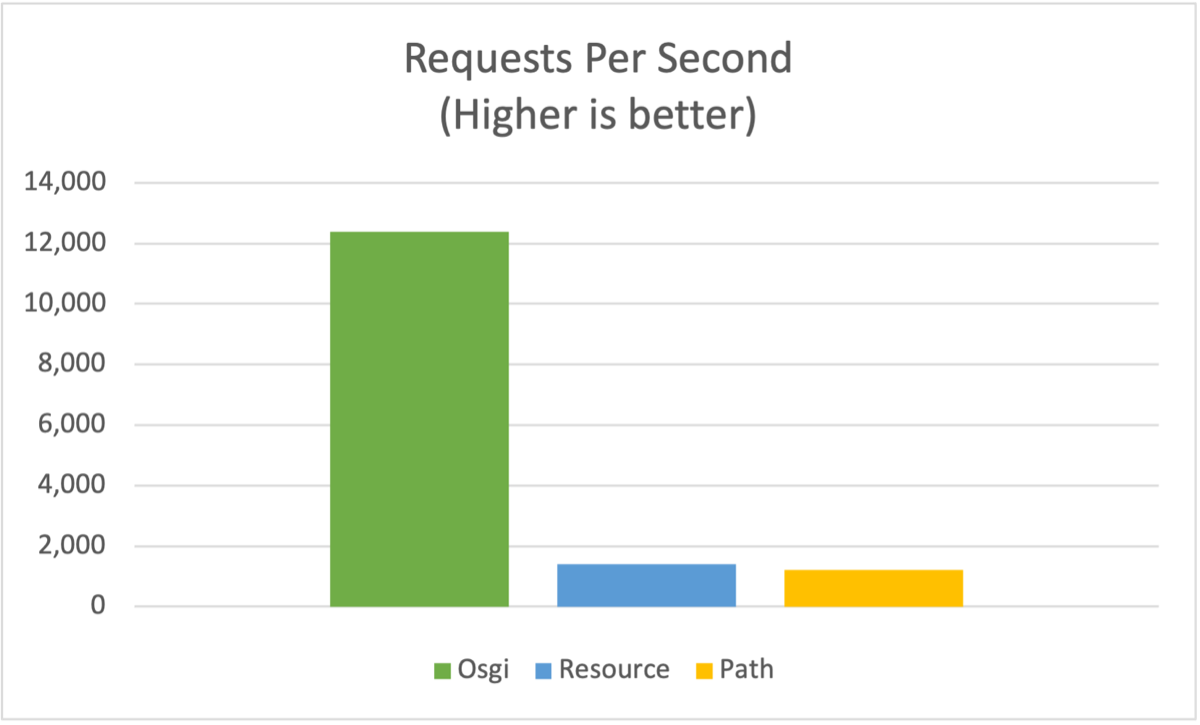 Requests Per Second
(Higher is better)
14,000
12,000
10,000
8,000
6,000
4,000
2,000
0
Osgi Resource Path